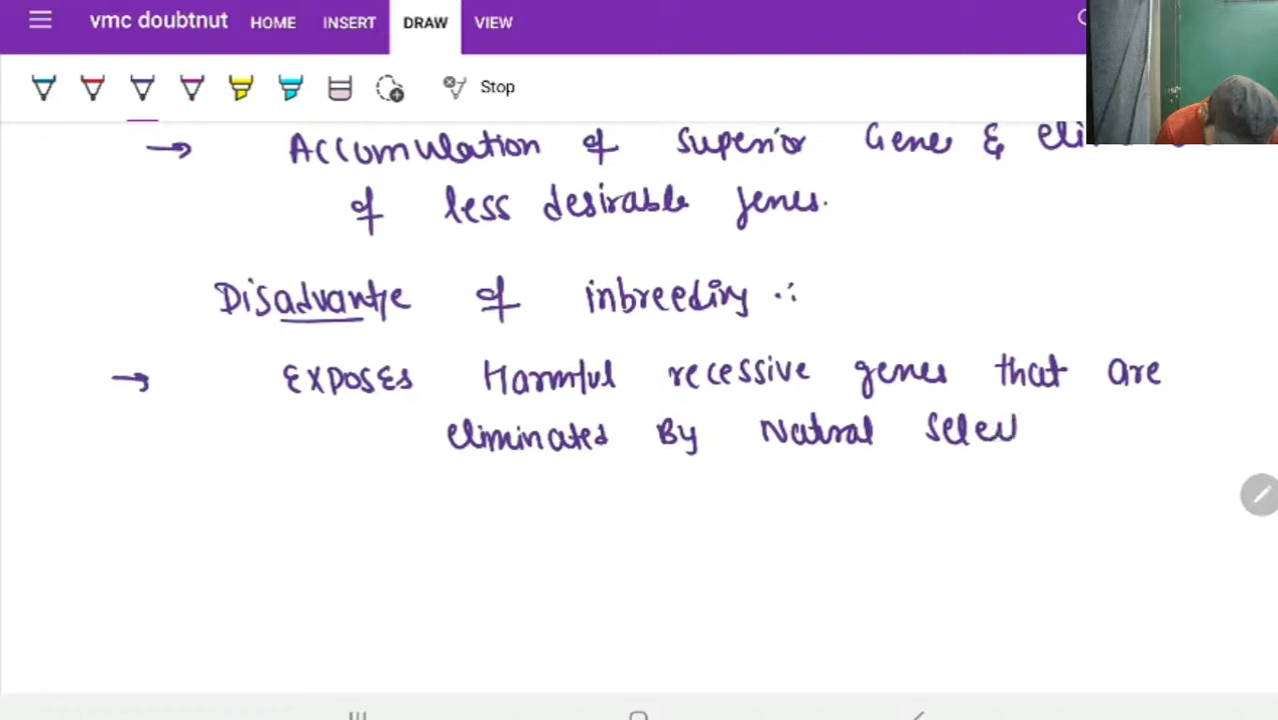 vmc doubtnut HOME INSERT DRAW VIEW
Stop
→ Accumulation of superior Gene & eli
of less desirable genes.
Disadvantge of inbreeding :
→ Exposes Harmful recessive genes that are
eliminated By Natural Selec